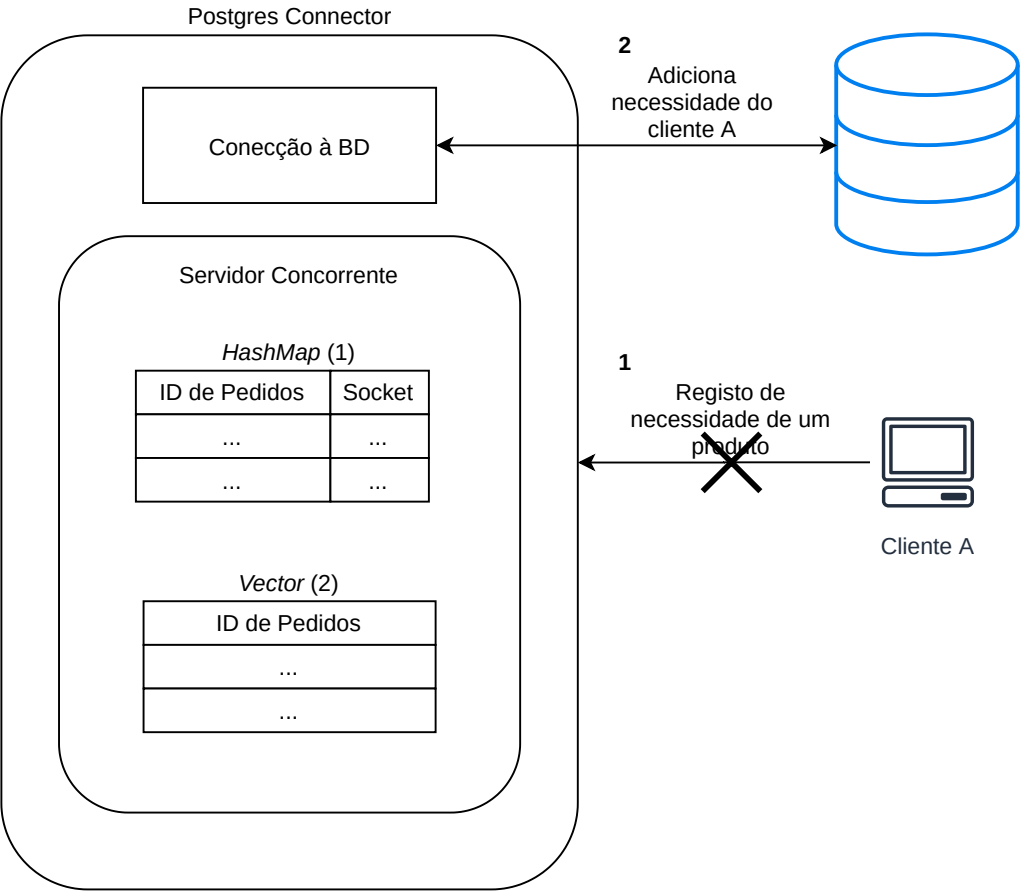 Postgres Connector
2
Adiciona
necessidade do
cliente A
Conecção à BD
Servidor Concorrente
HashMap (1)
ID de Pedidos Socket
... ...
... ...
1
Registo de
necessidade de um
produto
Cliente A
Vector (2)
ID de Pedidos
...
...